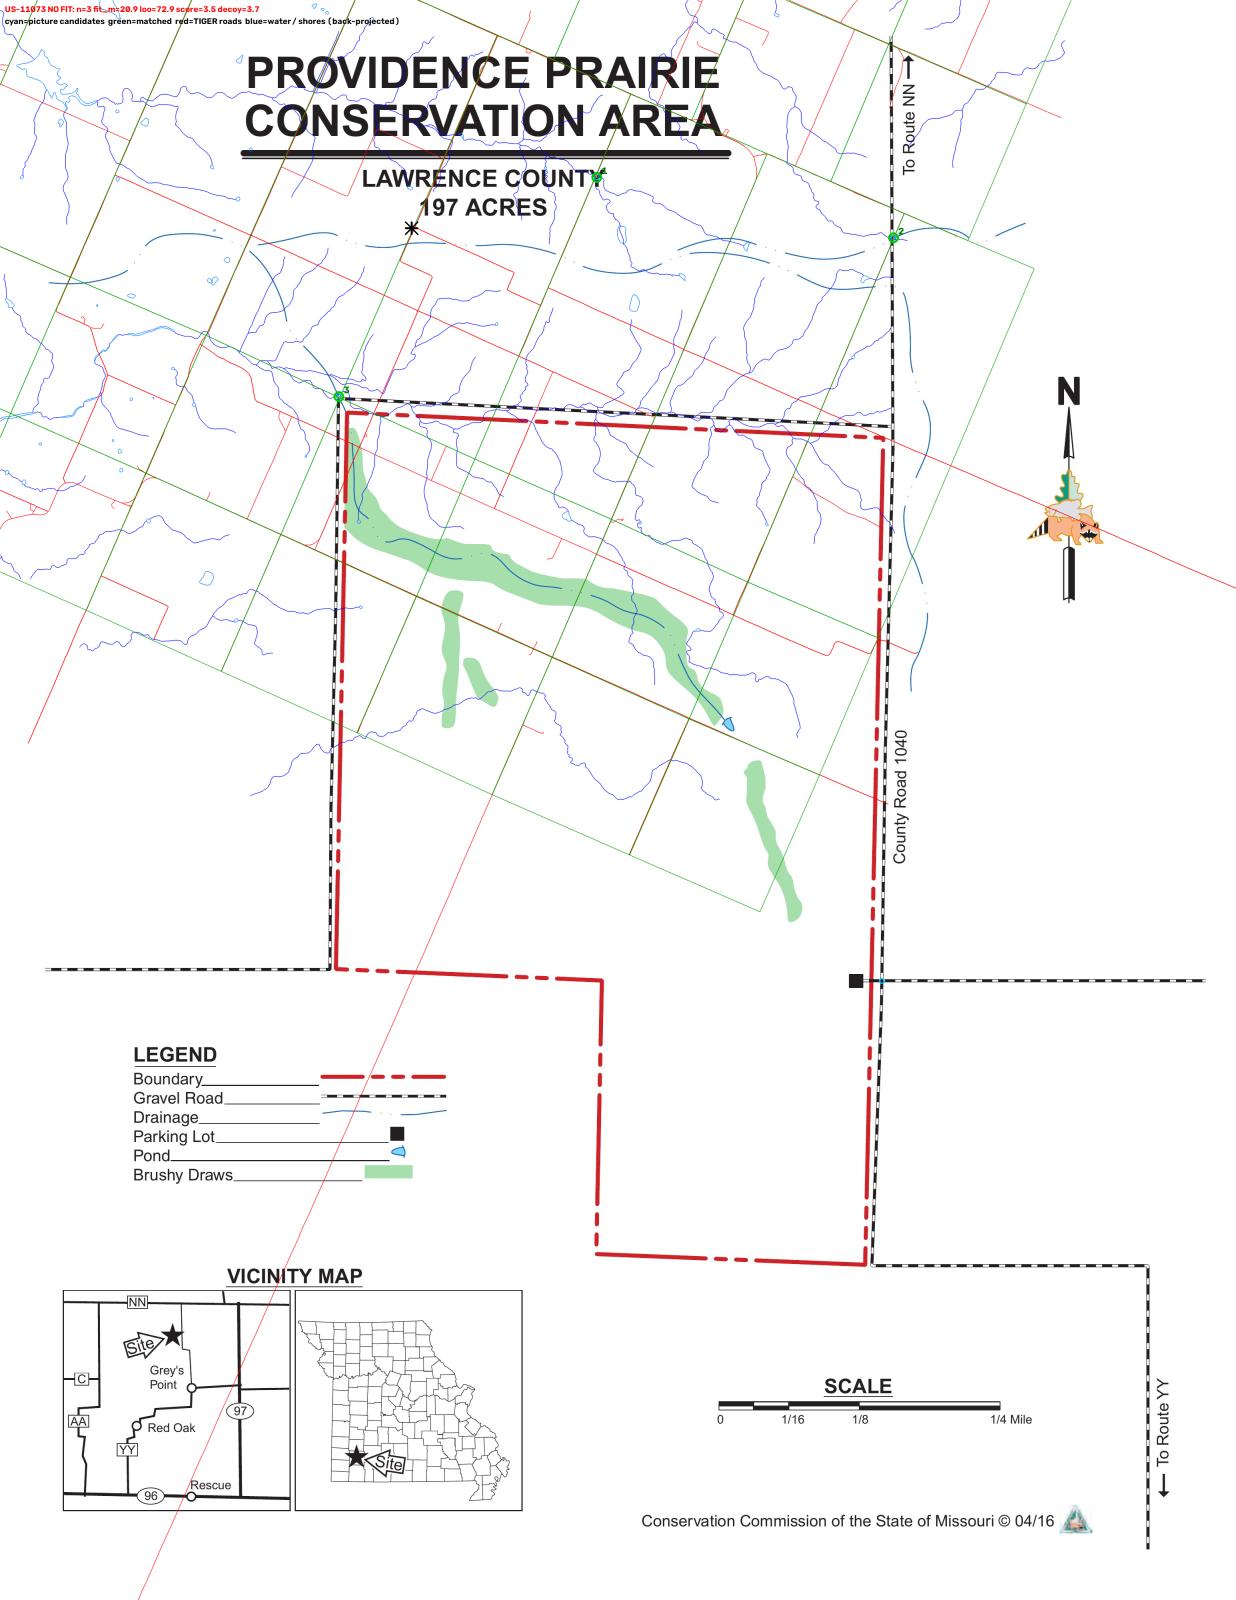 US-11073 NO FIT: n=3 fit_m=20.9 loo=72.9 score=3.5 decoy=3.7
cyan=picture candidates green=matched red=TIGER roads blue=water / shores (back-projected)
PROVIDENCE PRAIRIE
CONSERVATION AREA
LAWRENCE COUNTY
197 ACRES
To Route NN
2
3
N
County Road 1040
LEGEND
Boundary
Gravel Road
Drainage
Parking Lot
Pond
Brushy Draws
VICINITY MAP
NN
Site
Grey's
Point
C
AA
97
Red Oak
YY
Rescue
96
Site
SCALE
0 1/16 1/8 1/4 Mile
To Route YY
Conservation Commission of the State of Missouri © 04/16